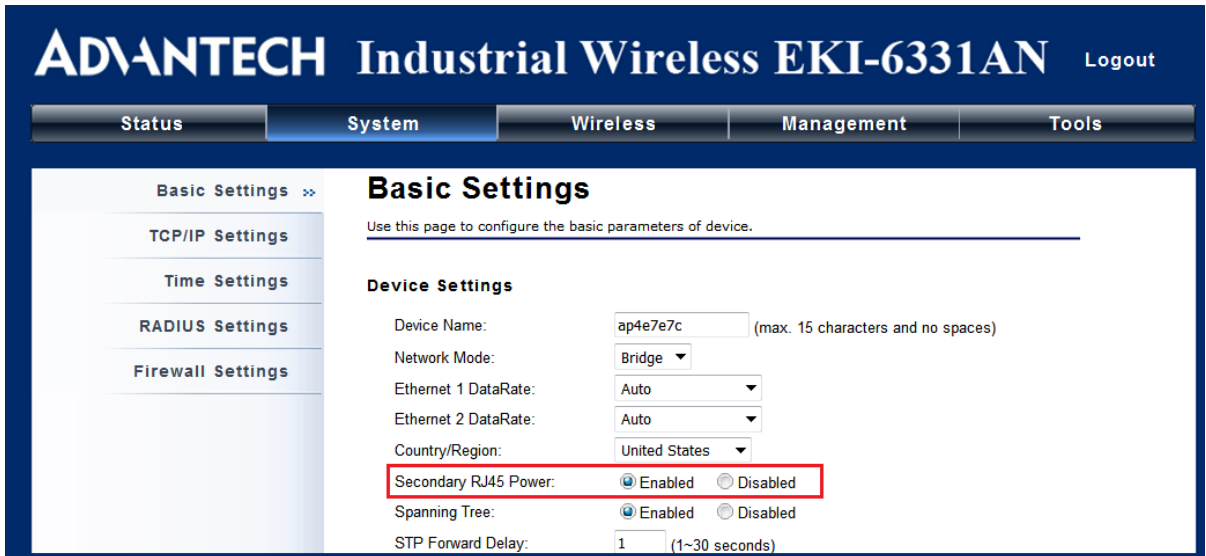 ADVANTECH Industrial Wireless EKI-6331AN Logout
Status System Wireless Management Tools
Basic Settings »
TCP/IP Settings
Time Settings
RADIUS Settings
Firewall Settings
Basic Settings
Use this page to configure the basic parameters of device.
Device Settings
Device Name: ap4e7e7c (max. 15 characters and no spaces)
Network Mode: Bridge
Ethernet 1 DataRate: Auto
Ethernet 2 DataRate: Auto
Country/Region: United States
Secondary RJ45 Power: Enabled Disabled
Spanning Tree: Enabled Disabled
STP Forward Delay: 1 (1~30 seconds)